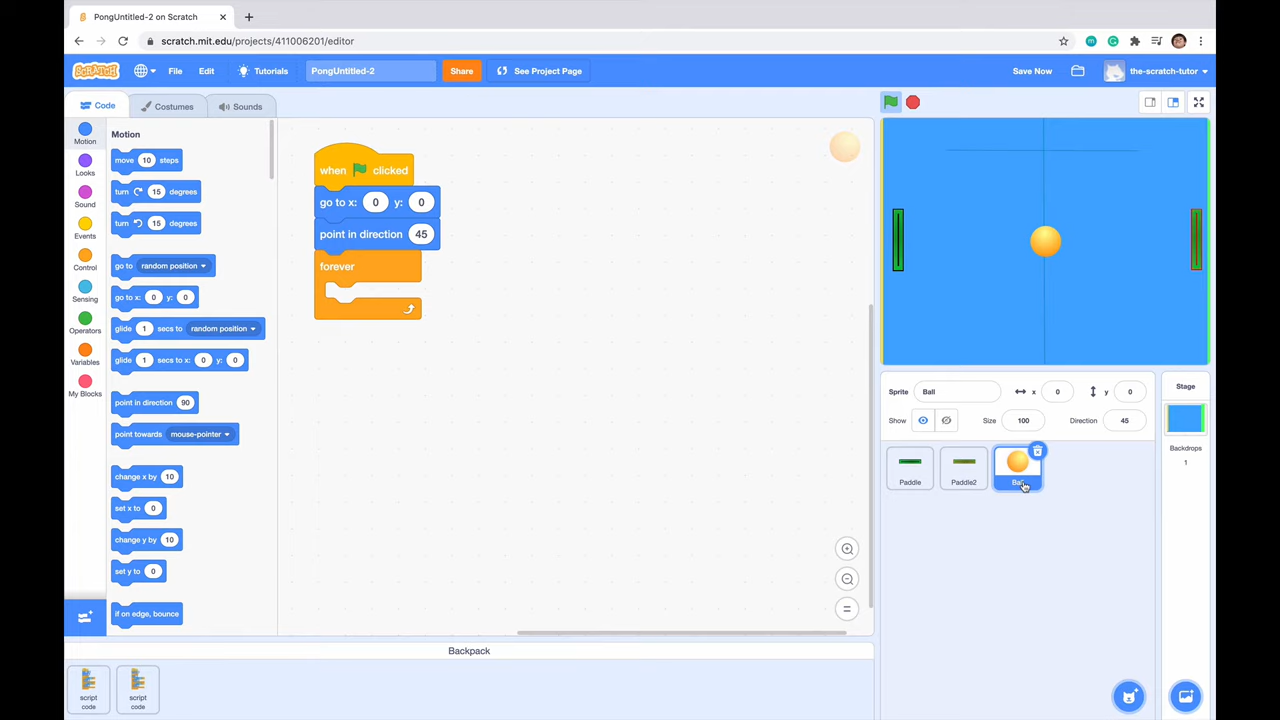 PongUntitled-2 on Scratch
scratch.mit.edu/projects/411006201/editor
SCRATCH File Edit Tutorials PongUntitled-2 Share See Project Page Save Now the-scratch-tutor
Code Costumes Sounds
Motion
Looks
Sound
Events
Control
Sensing
Operators
Variables
My Blocks
Motion
move 10 steps
turn 15 degrees
turn 15 degrees
go to random position
go to x: 0 y: 0
glide 1 secs to random position
glide 1 secs to x: 0 y: 0
point in direction 90
point towards mouse-pointer
change x by 10
set x to 0
change y by 10
set y to 0
if on edge, bounce
when clicked
go to x: 0 y: 0
point in direction 45
forever
Sprite Ball x 0 y 0
Show Size 100 Direction 45
Paddle Paddle2 Ball
Stage
Backdrops
1
Backpack
script
code
script
code